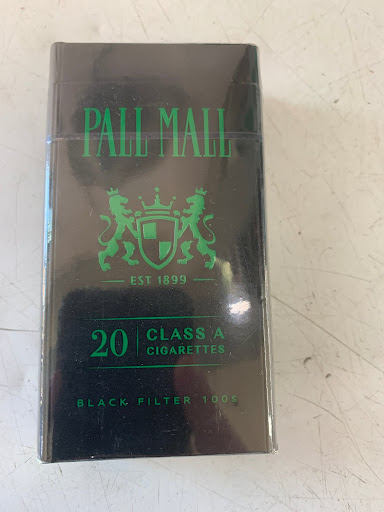 PALL MALL
EST 1899
20 CLASS A
CIGARETTES
BLACK FILTER 100s